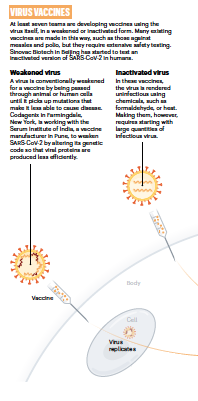 VIRUS VACCINES
At least seven teams are developing vaccines using the
virus itself, in a weakened or inactivated form. Many existing
vaccines are made in this way, such as those against
measles and polio, but they require extensive safety testing.
Sinovac Biotech in Beijing has started to test an
inactivated version of SARS-CoV-2 in humans.
Weakened virus
A virus is conventionally weakened
for a vaccine by being passed
through animal or human cells
until it picks up mutations that
make it less able to cause disease.
Codagenix in Farmingdale,
New York, is working with the
Serum Institute of India, a vaccine
manufacturer in Pune, to weaken
SARS-CoV-2 by altering its genetic
code so that viral proteins are
produced less efficiently.
Inactivated virus
In these vaccines,
the virus is rendered
uninfectious using
chemicals, such as
formaldehyde, or heat.
Making them, however,
requires starting with
large quantities of
infectious virus.
Vaccine
Body
Cell
Virus
replicates